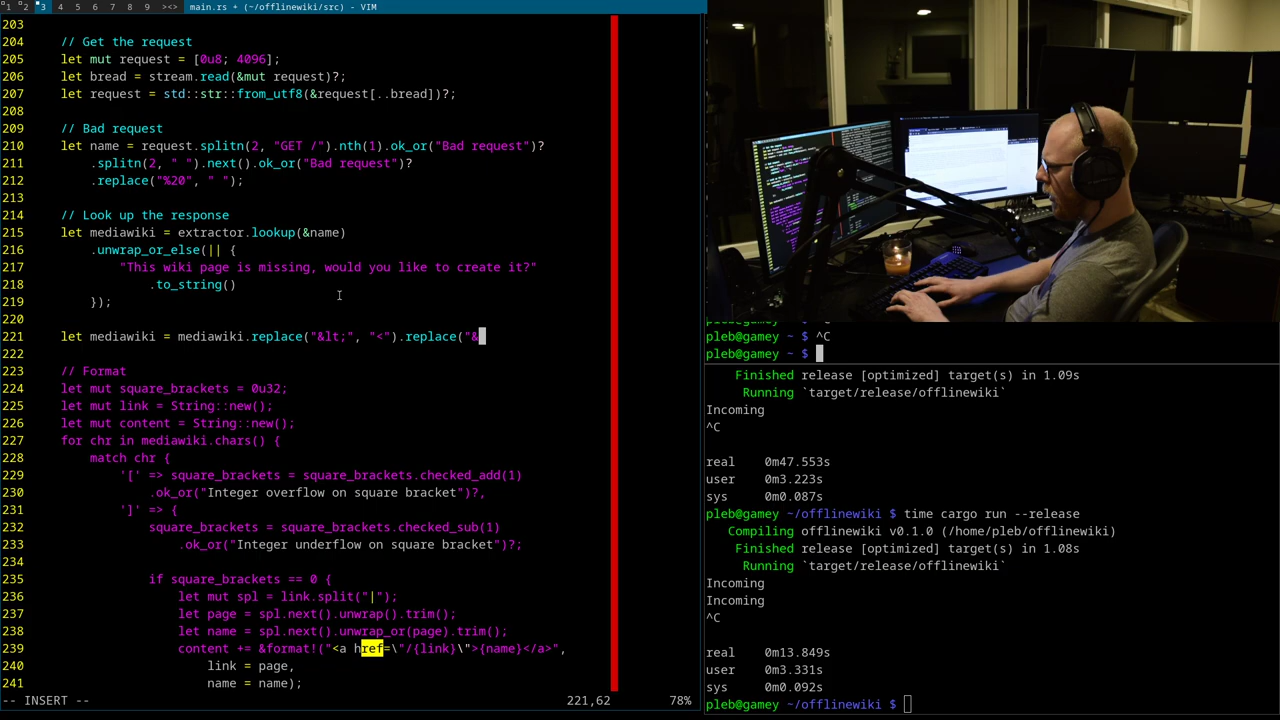 1 2 3 4 5 6 7 8 9 ><> main.rs + (~/offlinewiki/src) - VIM
203
204     // Get the request
205     let mut request = [0u8; 4096];
206     let bread = stream.read(&mut request)?;
207     let request = std::str::from_utf8(&request[..bread])?;
208
209     // Bad request
210     let name = request.splitn(2, "GET /").nth(1).ok_or("Bad request")?
211         .splitn(2, " ").next().ok_or("Bad request")?
212         .replace("%20", " ");
213
214     // Look up the response
215     let mediawiki = extractor.lookup(&name)
216         .unwrap_or_else(|| {
217             "This wiki page is missing, would you like to create it?"
218                 .to_string()
219         });
220
221     let mediawiki = mediawiki.replace("&lt;", "<").replace("&
222
223     // Format
224     let mut square_brackets = 0u32;
225     let mut link = String::new();
226     let mut content = String::new();
227     for chr in mediawiki.chars() {
228         match chr {
229             '[' => square_brackets = square_brackets.checked_add(1)
230                 .ok_or("Integer overflow on square bracket")?,
231             ']' => {
232                 square_brackets = square_brackets.checked_sub(1)
233                     .ok_or("Integer underflow on square bracket")?;
234
235                 if square_brackets == 0 {
236                     let mut spl = link.split("|");
237                     let page = spl.next().unwrap().trim();
238                     let name = spl.next().unwrap_or(page).trim();
239                     content += &format!("<a href=\"/{link}\">{name}</a>",
240                         link = page,
241                         name = name);
-- INSERT --     221,62     78%
pleb@gamey ~ $ ^C
pleb@gamey ~ $
Finished release [optimized] target(s) in 1.09s
Running `target/release/offlinewiki`
Incoming
^C
real    0m47.553s
user    0m3.223s
sys     0m0.087s
pleb@gamey ~/offlinewiki $ time cargo run --release
Compiling offlinewiki v0.1.0 (/home/pleb/offlinewiki)
Finished release [optimized] target(s) in 1.08s
Running `target/release/offlinewiki`
Incoming
Incoming
^C
real    0m13.849s
user    0m3.331s
sys     0m0.092s
pleb@gamey ~/offlinewiki $